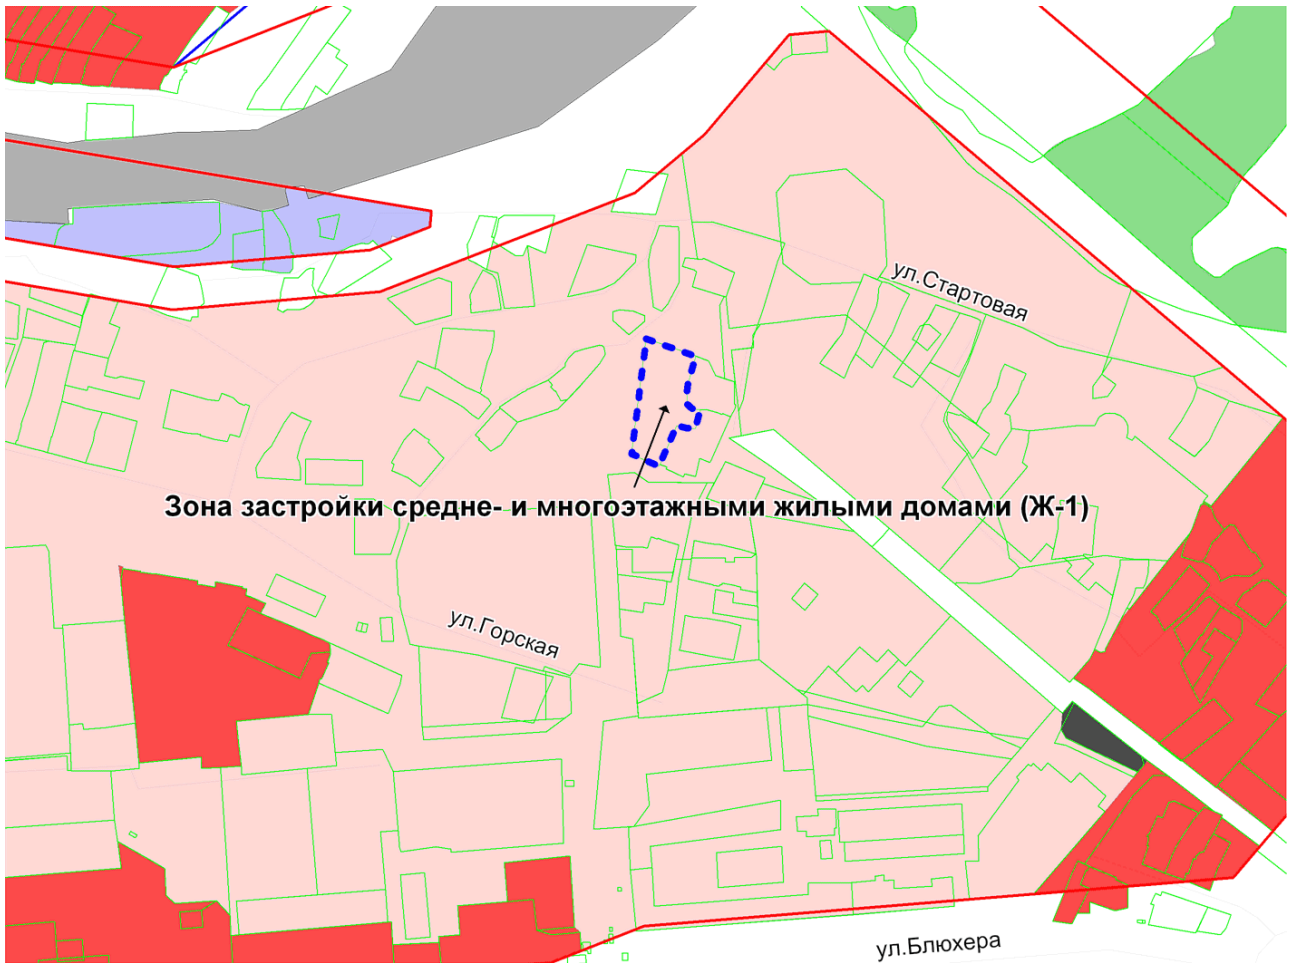 ул.Стартовая
Зона застройки средне- и многоэтажными жилыми домами (Ж-1)
ул.Горская
ул.Блюхера